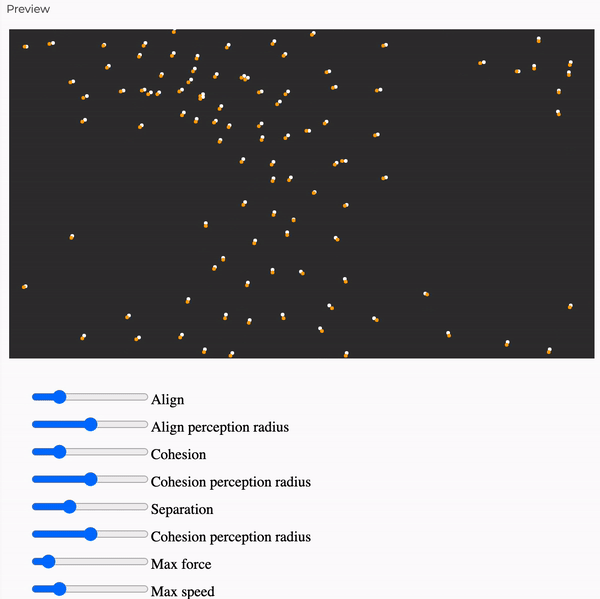 Preview
Align
Align perception radius
Cohesion
Cohesion perception radius
Separation
Cohesion perception radius
Max force
Max speed